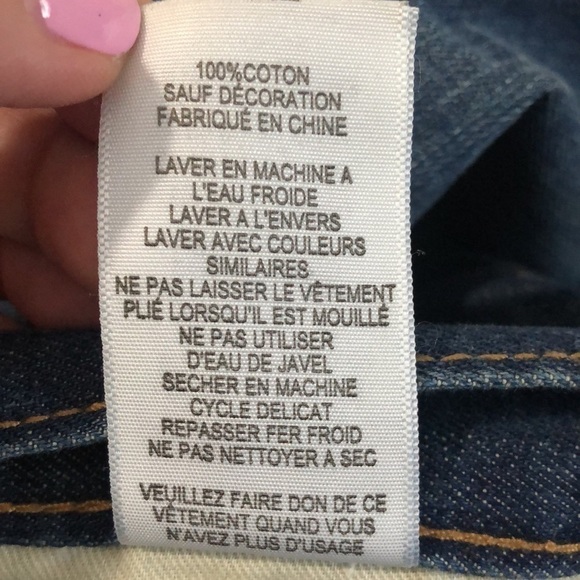 100%COTON
SAUF DÉCORATION
FABRIQUÉ EN CHINE
LAVER EN MACHINE A
L'EAU FROIDE
LAVER A L'ENVERS
LAVER AVEC COULEURS
SIMILAIRES
NE PAS LAISSER LE VÊTEMENT
PLIÉ LORSQU'IL EST MOUILLÉ
NE PAS UTILISER
D'EAU DE JAVEL
SECHER EN MACHINE
CYCLE DELICAT
REPASSER FER FROID
NE PAS NETTOYER A SEC
VEUILLEZ FAIRE DON DE CE
VÊTEMENT QUAND VOUS
N'AVEZ PLUS D'USAGE